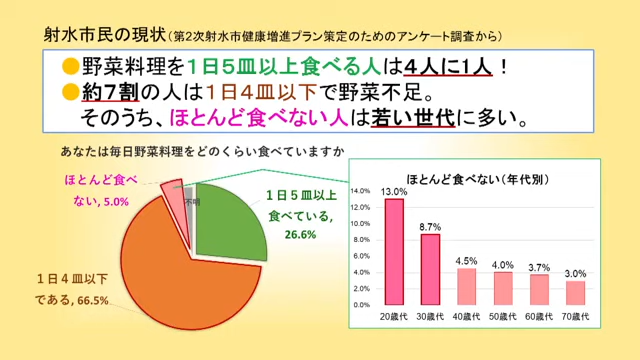 射水市民の現状(第2次射水市健康増進プラン策定のためのアンケート調査から)
●野菜料理を1日5皿以上食べる人は4人に1人!
●約7割の人は1日4皿以下で野菜不足。
そのうち、ほとんど食べない人は若い世代に多い。
あなたは毎日野菜料理をどのくらい食べていますか
ほとんど食べ
ない, 5.0%
不明
1日5皿以上
食べている,
26.6%
1日4皿以下
である, 66.5%
ほとんど食べない(年代別)
14.0%
12.0%
10.0%
8.0%
6.0%
4.0%
2.0%
0.0%
13.0%
8.7%
4.5%
4.0%
3.7%
3.0%
20歳代 30歳代 40歳代 50歳代 60歳代 70歳代